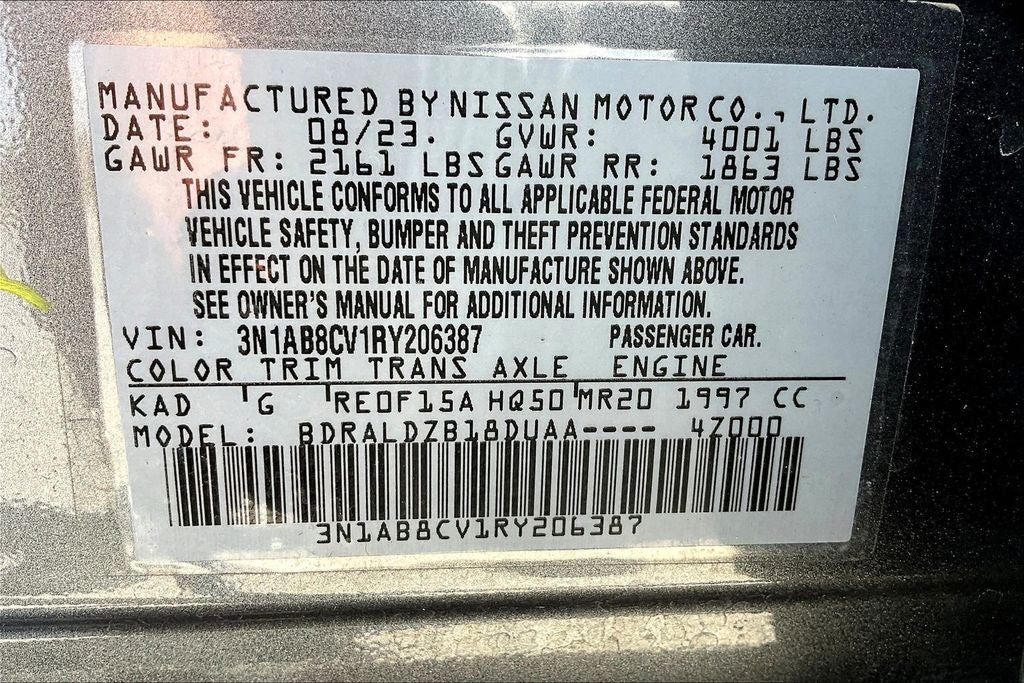 MANUFACTURED BY NISSAN MOTOR CO., LTD.
DATE: 08/23. GVWR: 4001 LBS
GAWR FR: 2161 LBS GAWR RR: 1863 LBS
THIS VEHICLE CONFORMS TO ALL APPLICABLE FEDERAL MOTOR
VEHICLE SAFETY, BUMPER AND THEFT PREVENTION STANDARDS
IN EFFECT ON THE DATE OF MANUFACTURE SHOWN ABOVE.
SEE OWNER'S MANUAL FOR ADDITIONAL INFORMATION.
VIN: 3N1AB8CV1RY206387 PASSENGER CAR.
COLOR TRIM TRANS AXLE ENGINE
KAD G RE0F15A HQ50 MR20 1997 CC
MODEL: BDRALDZB18DUAA---- 4Z000
3N1AB8CV1RY206387